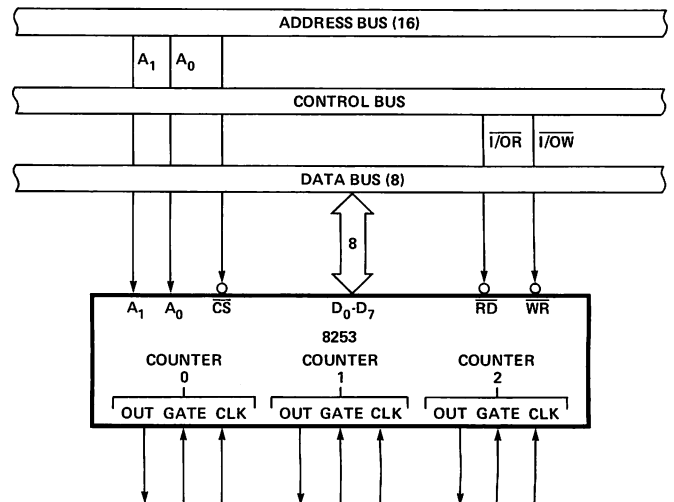 ADDRESS BUS (16)
A1 A0
CONTROL BUS
I/OR I/OW
DATA BUS (8)
8
A1 A0 CS D0-D7 RD WR
8253
COUNTER 0 COUNTER 1 COUNTER 2
OUT GATE CLK OUT GATE CLK OUT GATE CLK